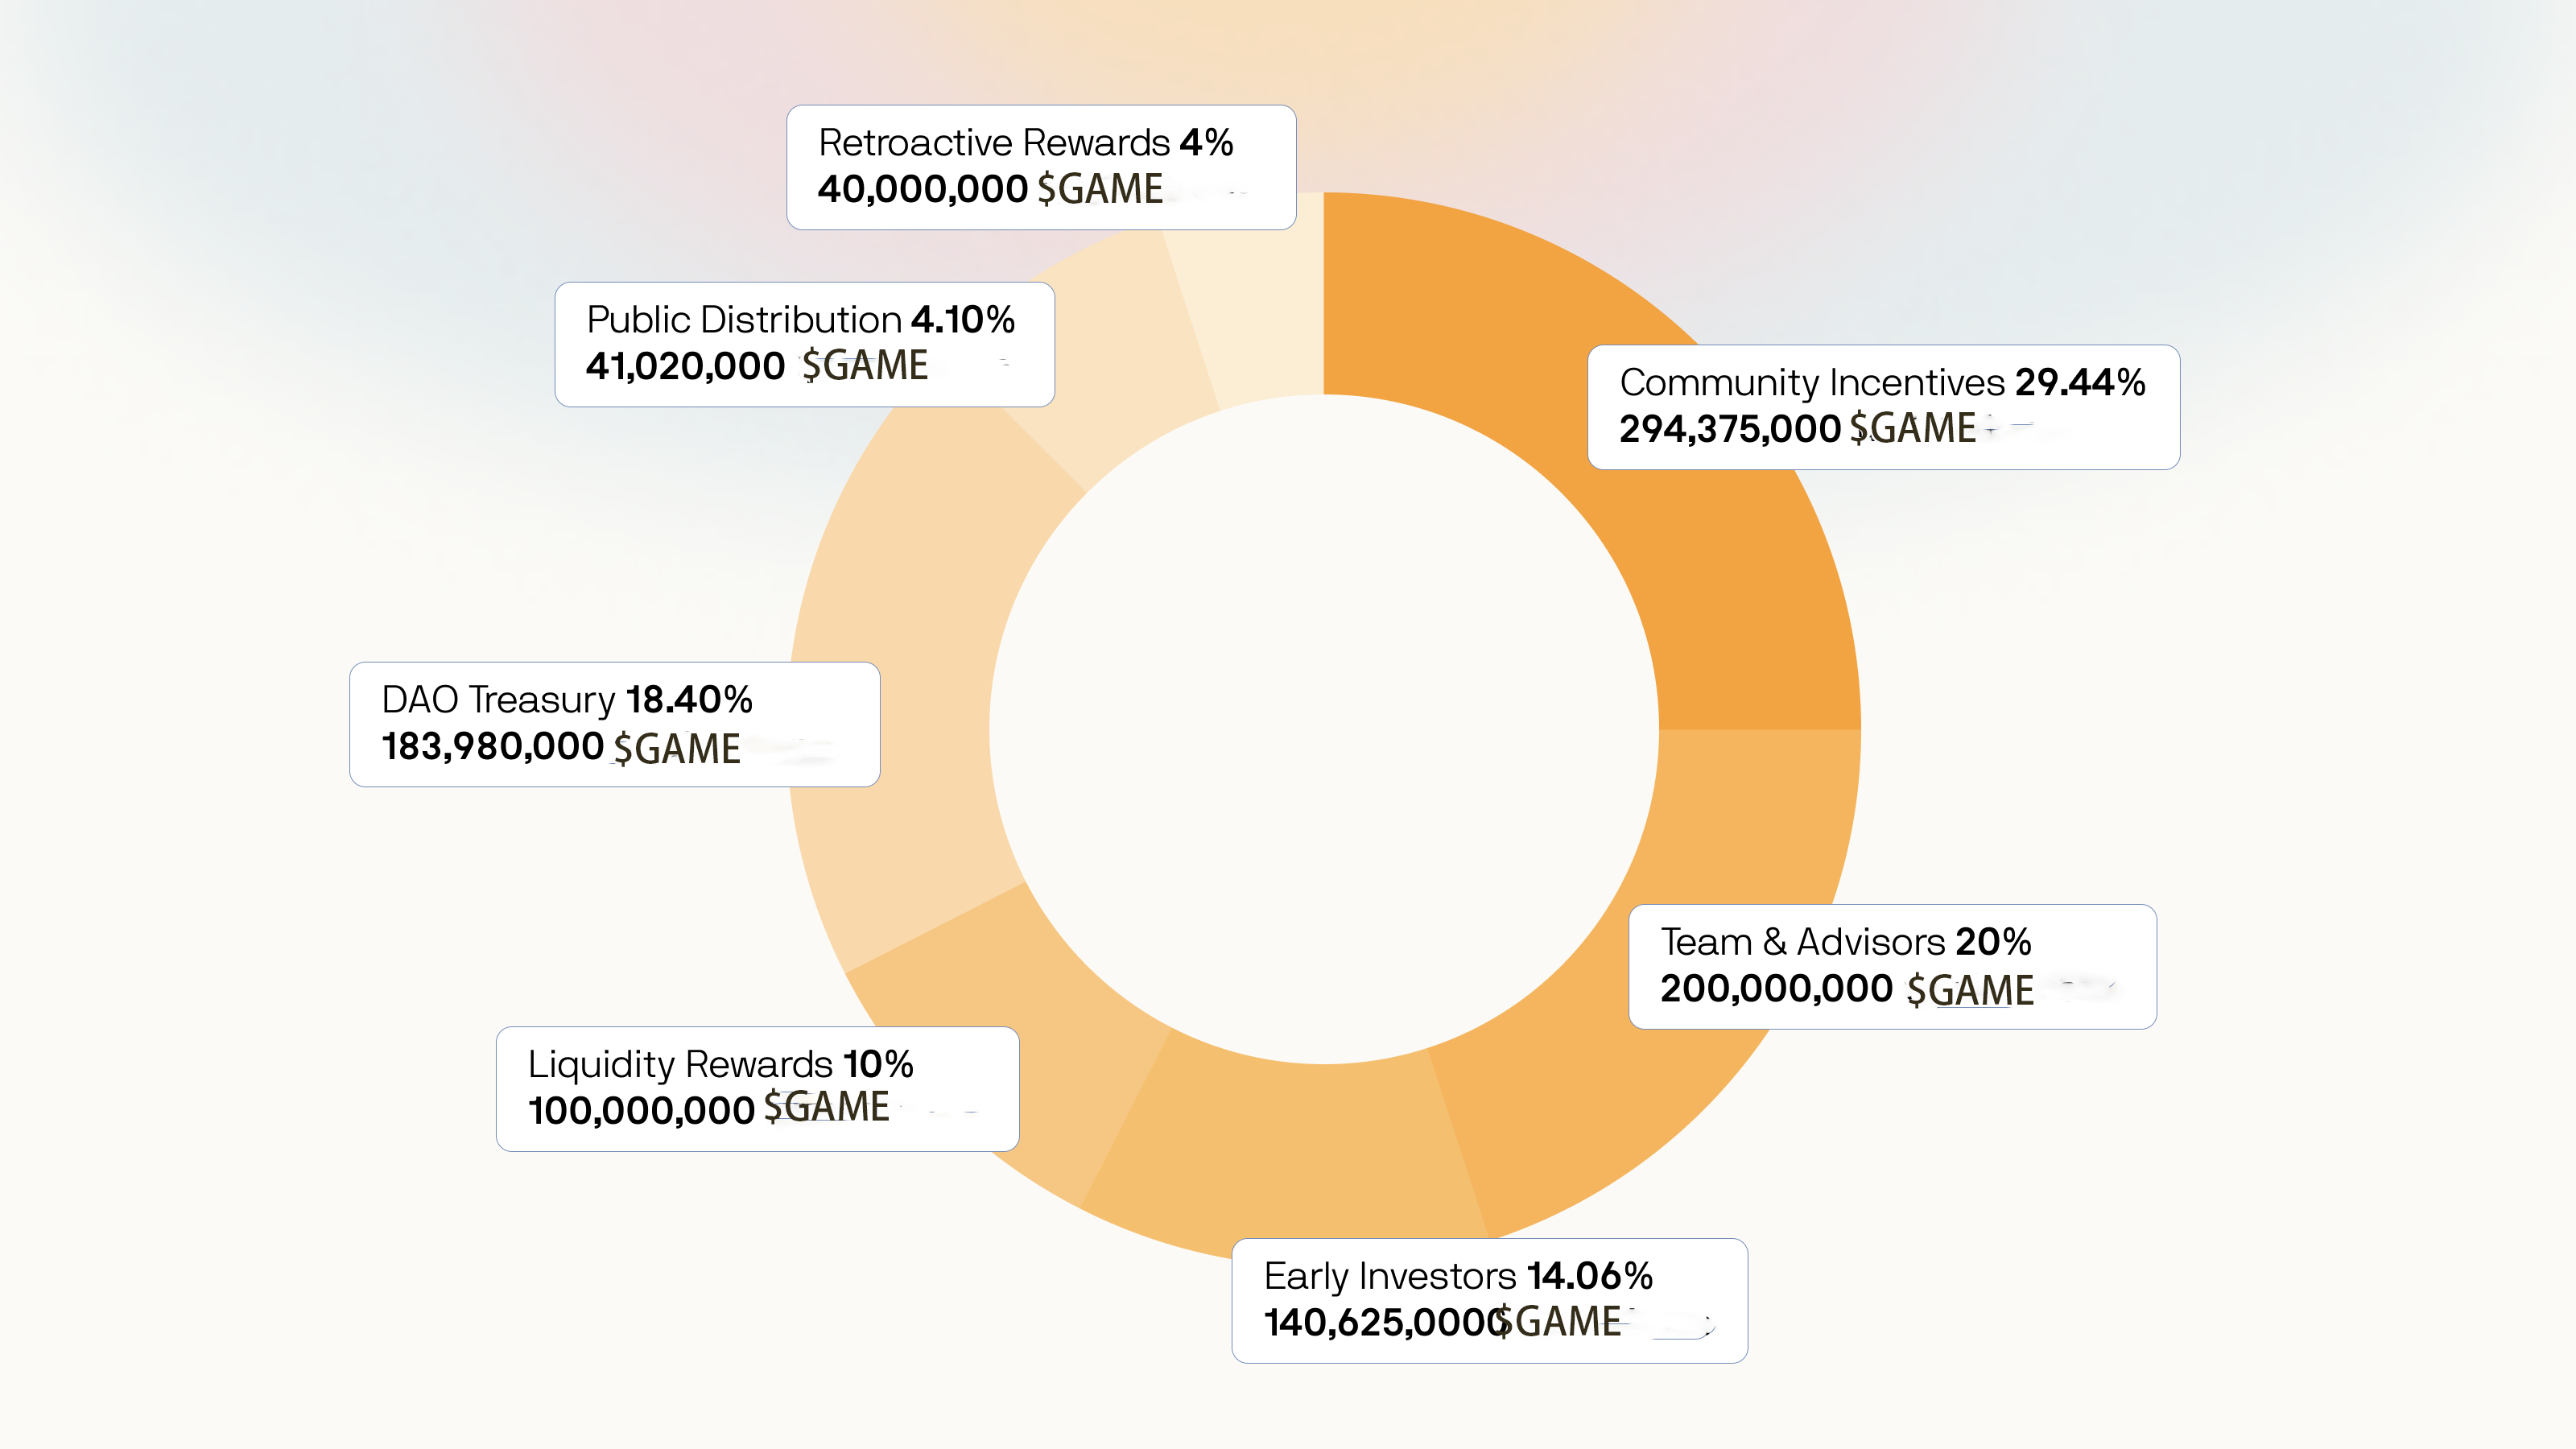 Retroactive Rewards 4%
40,000,000 $GAME
Public Distribution 4.10%
41,020,000 $GAME
Community Incentives 29.44%
294,375,000 $GAME
DAO Treasury 18.40%
183,980,000 $GAME
Team & Advisors 20%
200,000,000 $GAME
Liquidity Rewards 10%
100,000,000 $GAME
Early Investors 14.06%
140,625,0000 $GAME